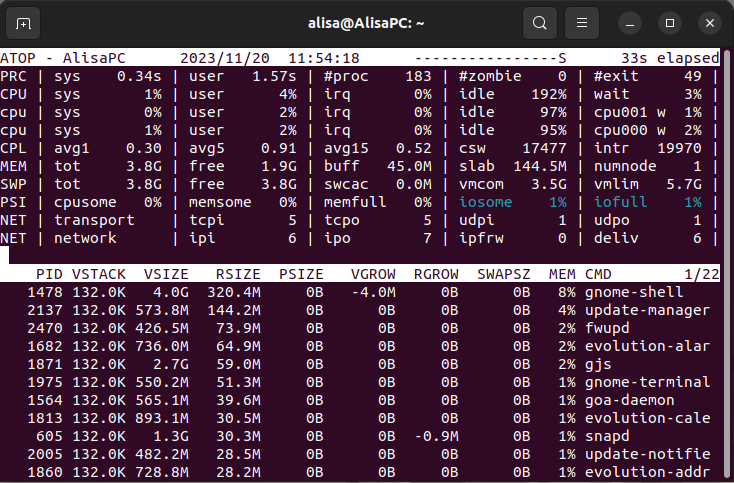 alisa@AlisaPC: ~
ATOP - AlisaPC 2023/11/20 11:54:18 ---------------S 33s elapsed
PRC | sys 0.34s | user 1.57s | #proc 183 | #zombie 0 | #exit 49 |
CPU | sys 1% | user 4% | irq 0% | idle 192% | wait 3% |
cpu | sys 0% | user 2% | irq 0% | idle 97% | cpu001 w 1% |
cpu | sys 1% | user 2% | irq 0% | idle 95% | cpu000 w 2% |
CPL | avg1 0.30 | avg5 0.91 | avg15 0.52 | csw 17477 | intr 19970 |
MEM | tot 3.8G | free 1.9G | buff 45.0M | slab 144.5M | numnode 1 |
SWP | tot 3.8G | free 3.8G | swcac 0.0M | vmcom 3.5G | vmlim 5.7G |
PSI | cpusome 0% | memsome 0% | memfull 0% | iosome 1% | iofull 1% |
NET | transport | tcpi 5 | tcpo 5 | udpi 1 | udpo 1 |
NET | network | ipi 6 | ipo 7 | ipfrw 0 | deliv 6 |
PID VSTACK VSIZE RSIZE PSIZE VGROW RGROW SWAPSZ MEM CMD 1/22
1478 132.0K 4.0G 320.4M 0B -4.0M 0B 0B 8% gnome-shell
2137 132.0K 573.8M 144.2M 0B 0B 0B 0B 4% update-manager
2470 132.0K 426.5M 73.9M 0B 0B 0B 0B 2% fwupd
1682 132.0K 736.0M 64.9M 0B 0B 0B 0B 2% evolution-alar
1871 132.0K 2.7G 59.0M 0B 0B 0B 0B 2% gjs
1975 132.0K 550.2M 51.3M 0B 0B 0B 0B 1% gnome-terminal
1564 132.0K 565.1M 39.6M 0B 0B 0B 0B 1% goa-daemon
1813 132.0K 893.1M 30.5M 0B 0B 0B 0B 1% evolution-cale
605 132.0K 1.3G 30.3M 0B 0B -0.9M 0B 1% snapd
2005 132.0K 482.2M 28.5M 0B 0B 0B 0B 1% update-notifie
1860 132.0K 728.8M 28.2M 0B 0B 0B 0B 1% evolution-addr